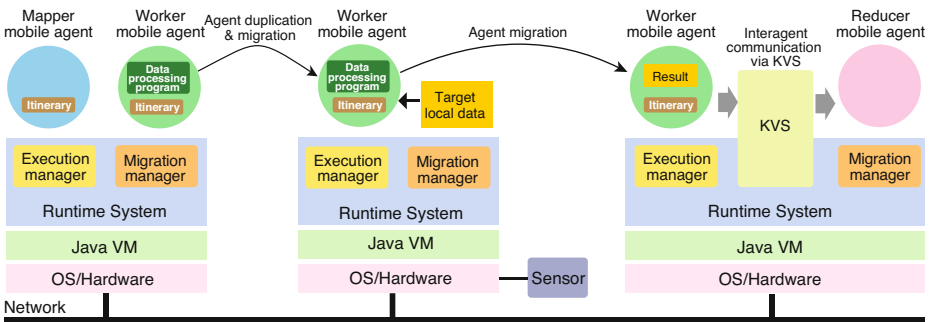 Mapper
mobile agent
Worker
mobile agent
Agent duplication
& migration
Worker
mobile agent
Agent migration
Worker
mobile agent
Interagent
communication
via KVS
Reducer
mobile agent
Data
processing
program
Itinerary
Itinerary
Data
processing
program
Itinerary
Target
local data
Result
Itinerary
KVS
Execution
manager
Migration
manager
Runtime System
Java VM
OS/Hardware
Execution
manager
Migration
manager
Runtime System
Java VM
OS/Hardware
Sensor
Execution
manager
Migration
manager
Runtime System
Java VM
OS/Hardware
Network